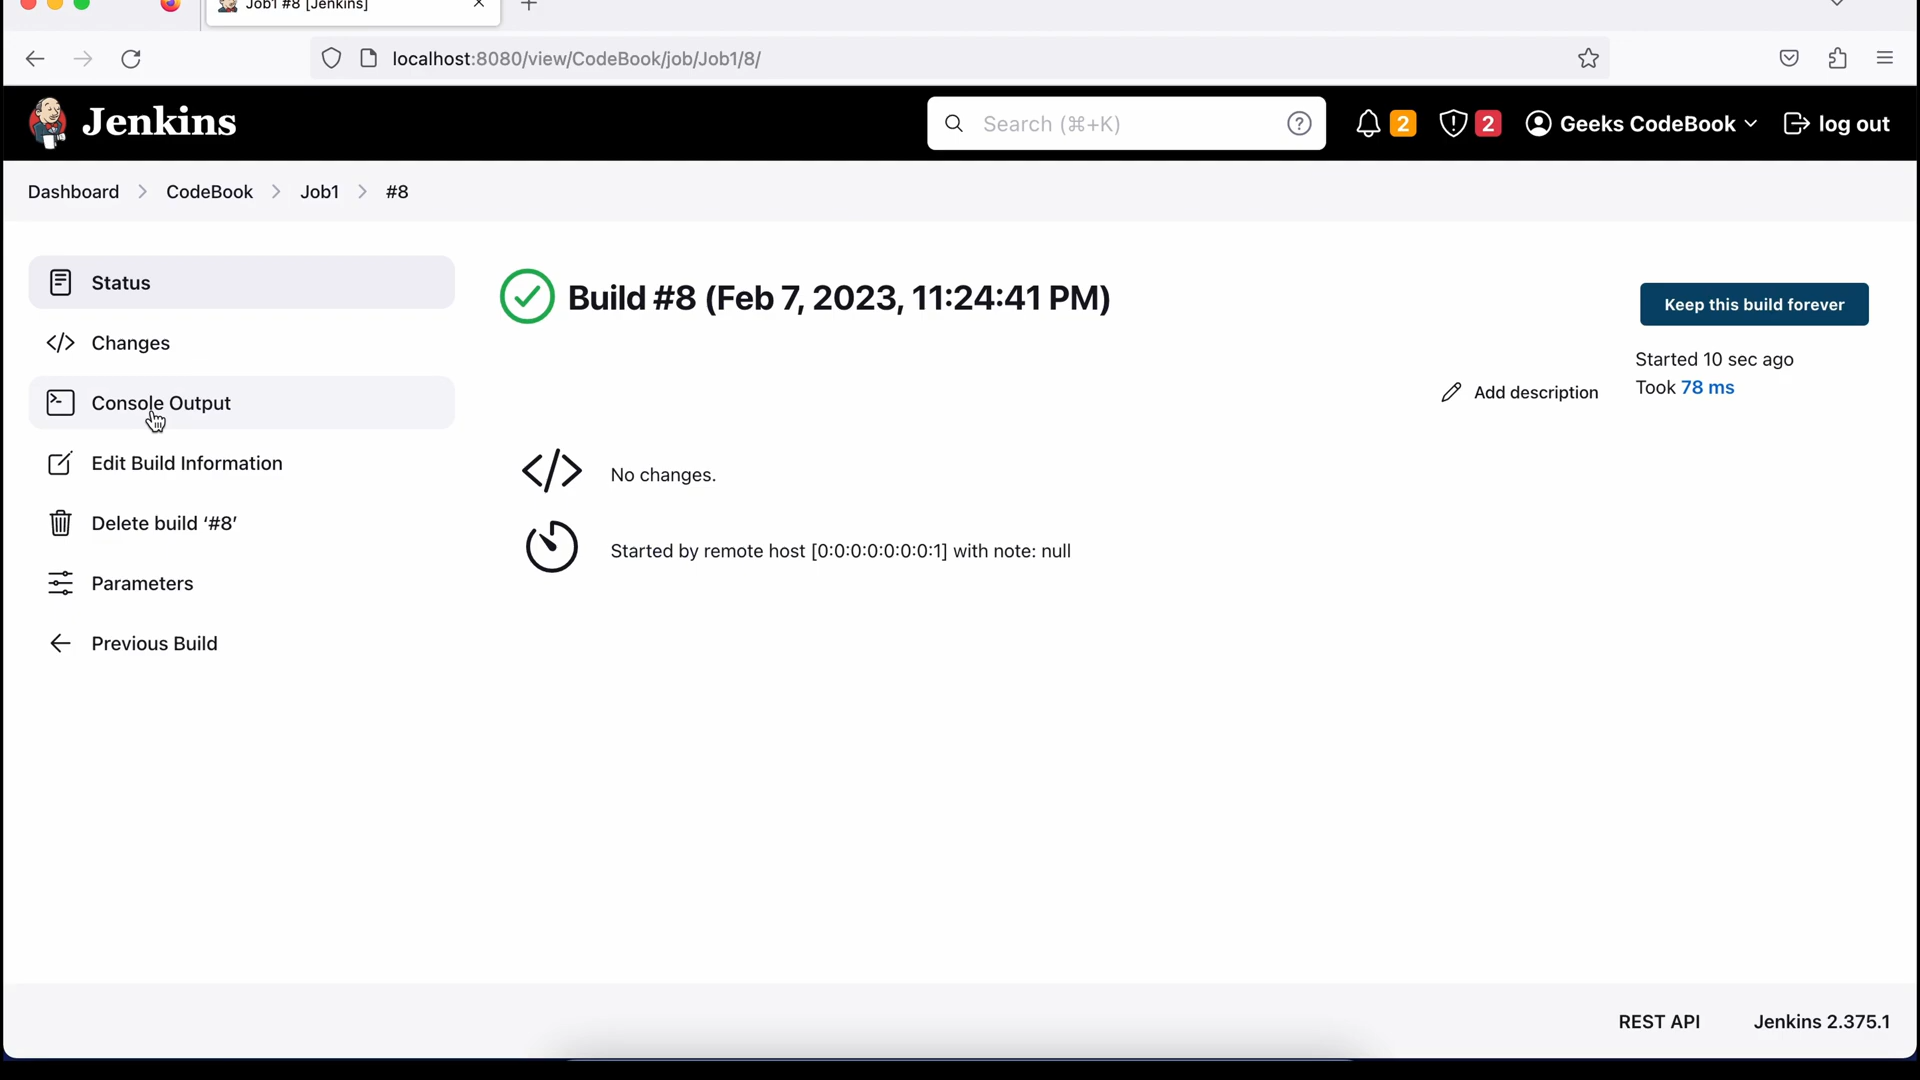 Job1 #8 [Jenkins]
localhost:8080/view/CodeBook/job/Job1/8/
Jenkins
Search (⌘+K)
2
2
Geeks CodeBook
log out
Dashboard
CodeBook
Job1
#8
Status
Changes
Console Output
Edit Build Information
Delete build ‘#8’
Parameters
Previous Build
Build #8 (Feb 7, 2023, 11:24:41 PM)
Keep this build forever
Started 10 sec ago
Took 78 ms
Add description
No changes.
Started by remote host [0:0:0:0:0:0:0:1] with note: null
REST API
Jenkins 2.375.1